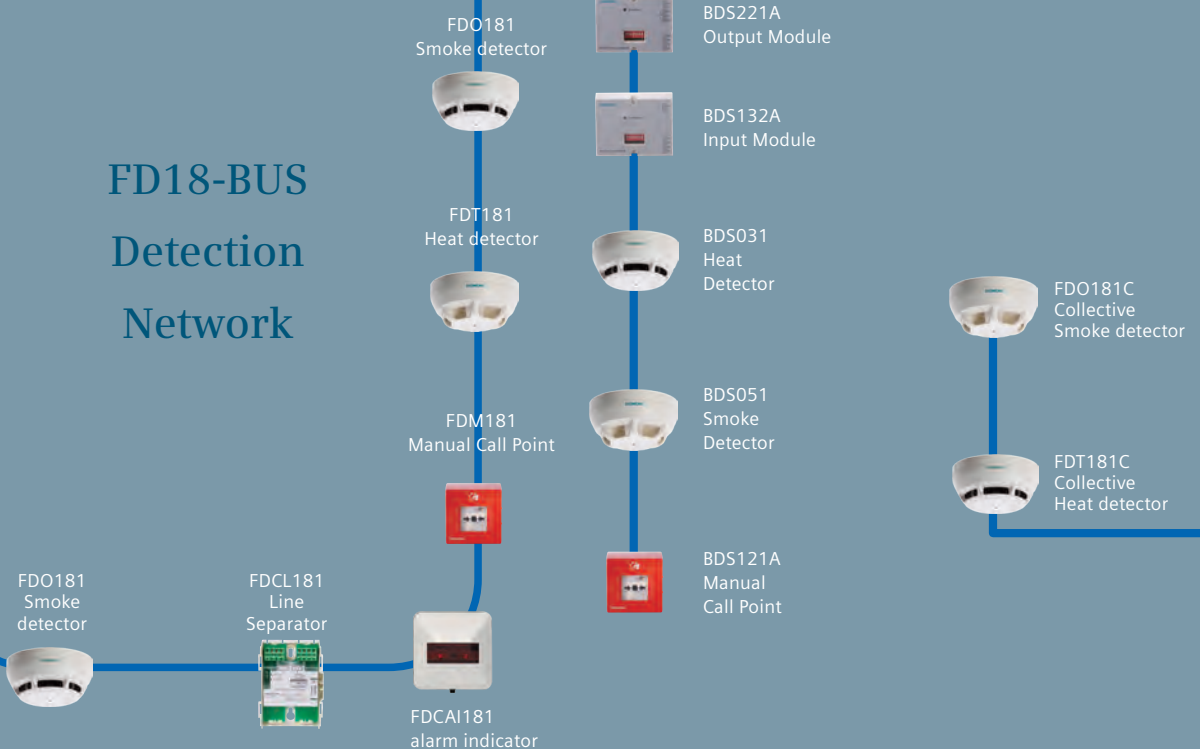 FDO181
Smoke detector
BDS221A
Output Module
BDS132A
Input Module
FD18-BUS
Detection
Network
FDT181
Heat detector
BDS031
Heat
Detector
FDO181C
Collective
Smoke detector
BDS051
Smoke
Detector
FDM181
Manual Call Point
FDT181C
Collective
Heat detector
BDS121A
Manual
Call Point
FDO181
Smoke
detector
FDCL181
Line
Separator
FDCAI181
alarm indicator